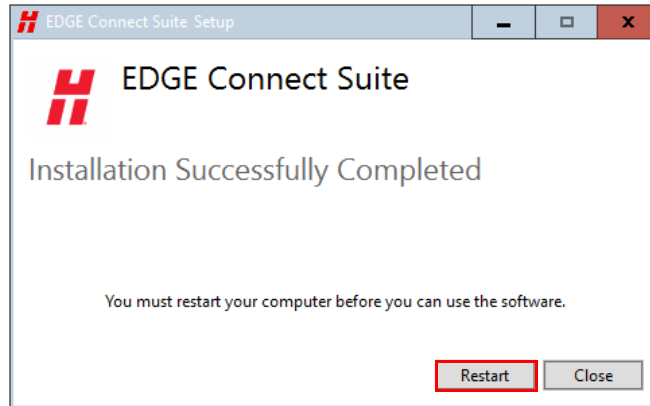 EDGE Connect Suite Setup
EDGE Connect Suite
Installation Successfully Completed
You must restart your computer before you can use the software.
Restart Close